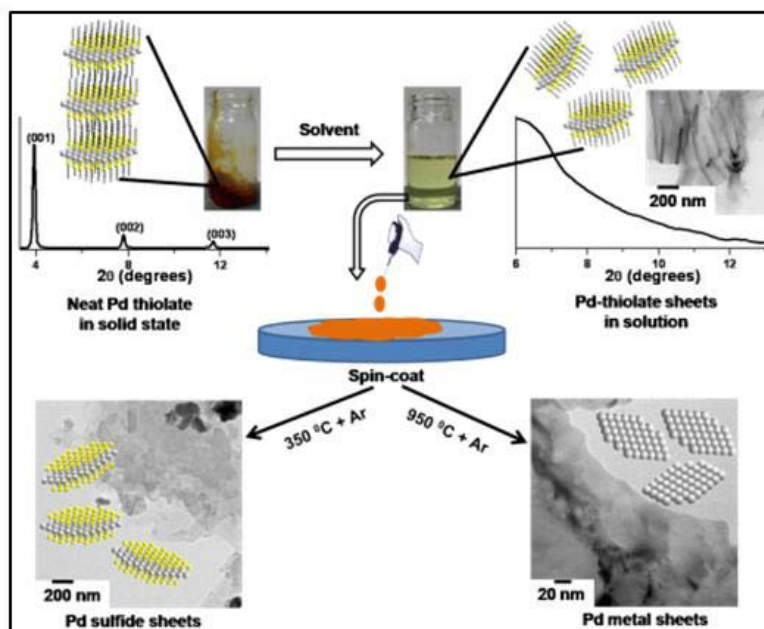 (001)
(002)
(003)
4
8
12
2θ (degrees)
Neat Pd thiolate
in solid state
Solvent
200 nm
6
8
10
12
2θ (degrees)
Pd-thiolate sheets
in solution
Spin-coat
350 ⁰C + Ar
950 ⁰C + Ar
200 nm
Pd sulfide sheets
20 nm
Pd metal sheets